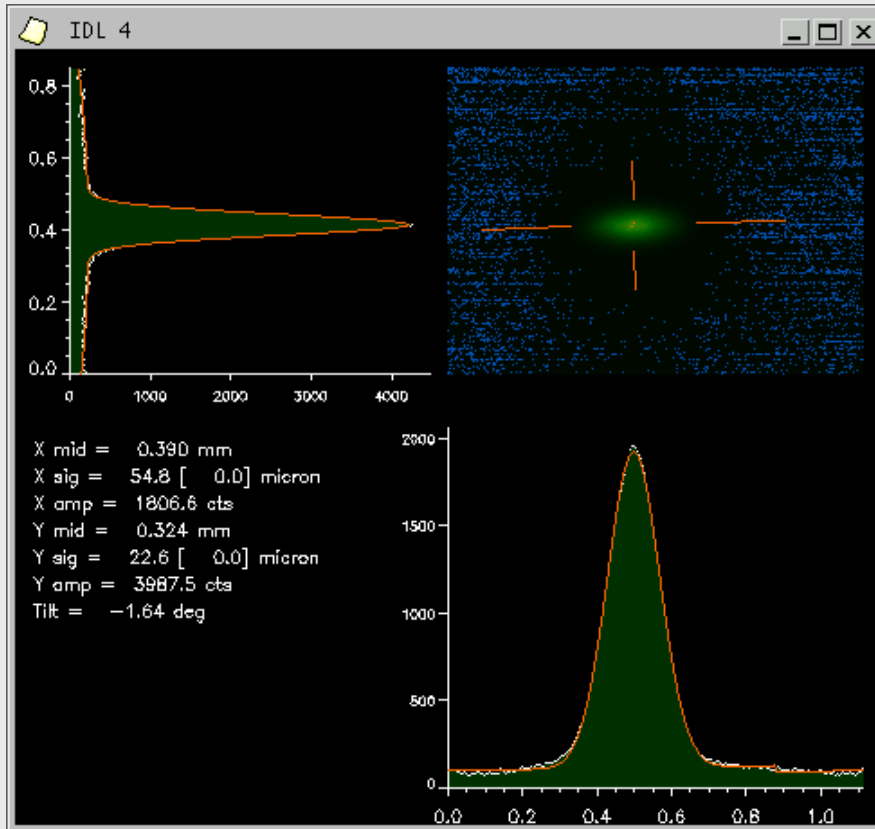 IDL 4
0.8
0.6
0.4
0.2
0.0
0 1000 2000 3000 4000
X mid = 0.390 mm
X sig = 54.8 [ 0.0] micron
X amp = 1806.6 cts
Y mid = 0.324 mm
Y sig = 22.6 [ 0.0] micron
Y amp = 3987.5 cts
Tilt = −1.64 deg
2000
1500
1000
500
0
0.0 0.2 0.4 0.6 0.8 1.0